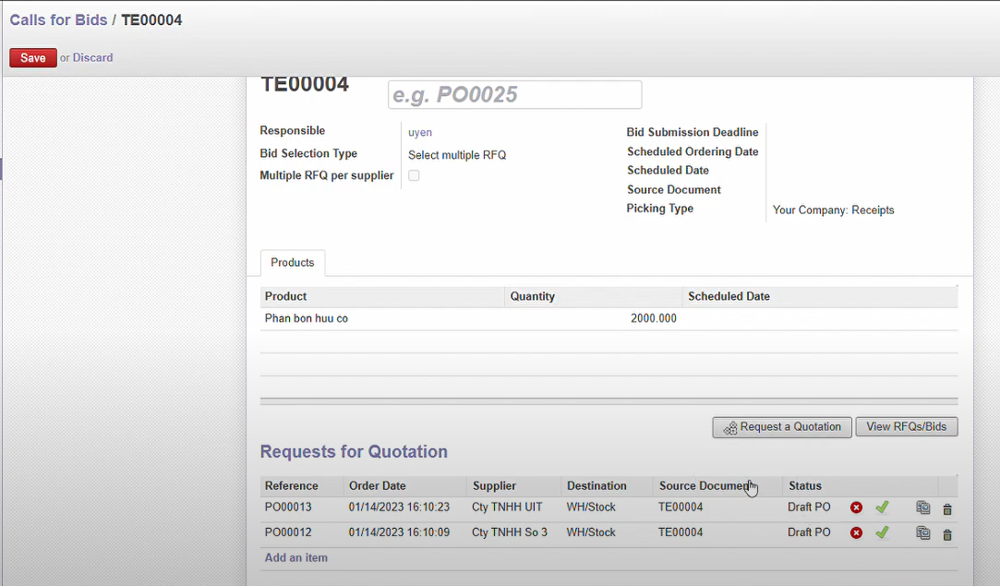 Calls for Bids / TE00004
Save or Discard
TE00004
e.g. PO0025
Responsible uyen
Bid Selection Type Select multiple RFQ
Multiple RFQ per supplier
Bid Submission Deadline
Scheduled Ordering Date
Scheduled Date
Source Document
Picking Type Your Company: Receipts
Products
Product Quantity Scheduled Date
Phan bon huu co 2000.000
Request a Quotation View RFQs/Bids
Requests for Quotation
Reference Order Date Supplier Destination Source Document Status
PO00013 01/14/2023 16:10:23 Cty TNHH UIT WH/Stock TE00004 Draft PO
PO00012 01/14/2023 16:10:09 Cty TNHH So 3 WH/Stock TE00004 Draft PO
Add an item